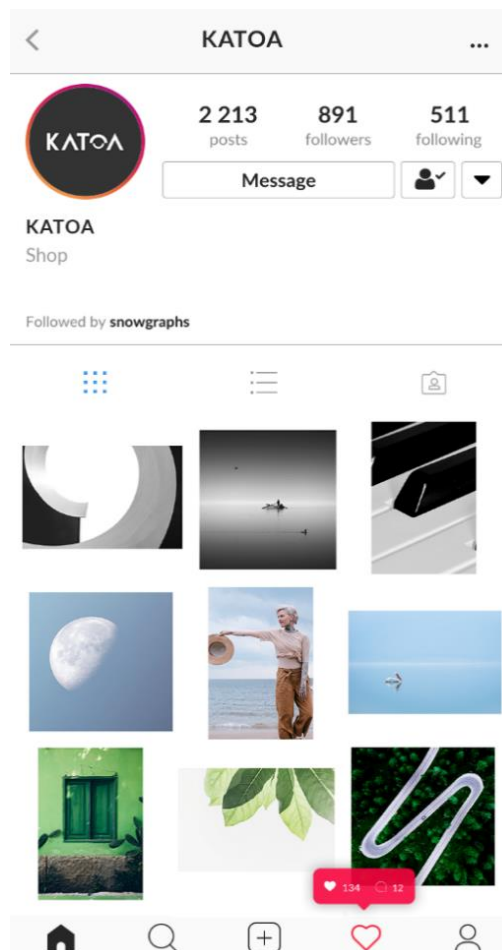 KATOA
...
KATOA
2 213 891 511
posts followers following
Message
KATOA
Shop
Followed by snowgraphs
134 12